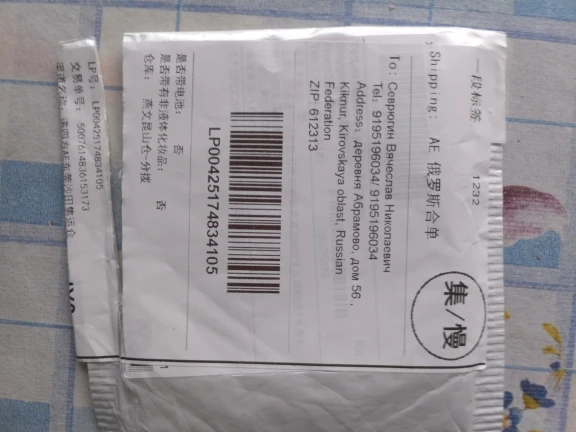 一段标签 1232
Shipping: AE 俄罗斯合单
集/慢
To: Севрюгин Вячеслав Николаевич
Tel: 9195196034/ 9195196034
Address: деревня Абрамово, дом 56.,
Kikmur, Kirovskaya oblast, Russian
Federation
ZIP: 612313
LP00425174834105
是否带电池: 否
是否带有非液体化妆品: 否
仓库: 燕文昆山仓-分拨
LP号: LP00425174834105
交易单号: 5007614836153173